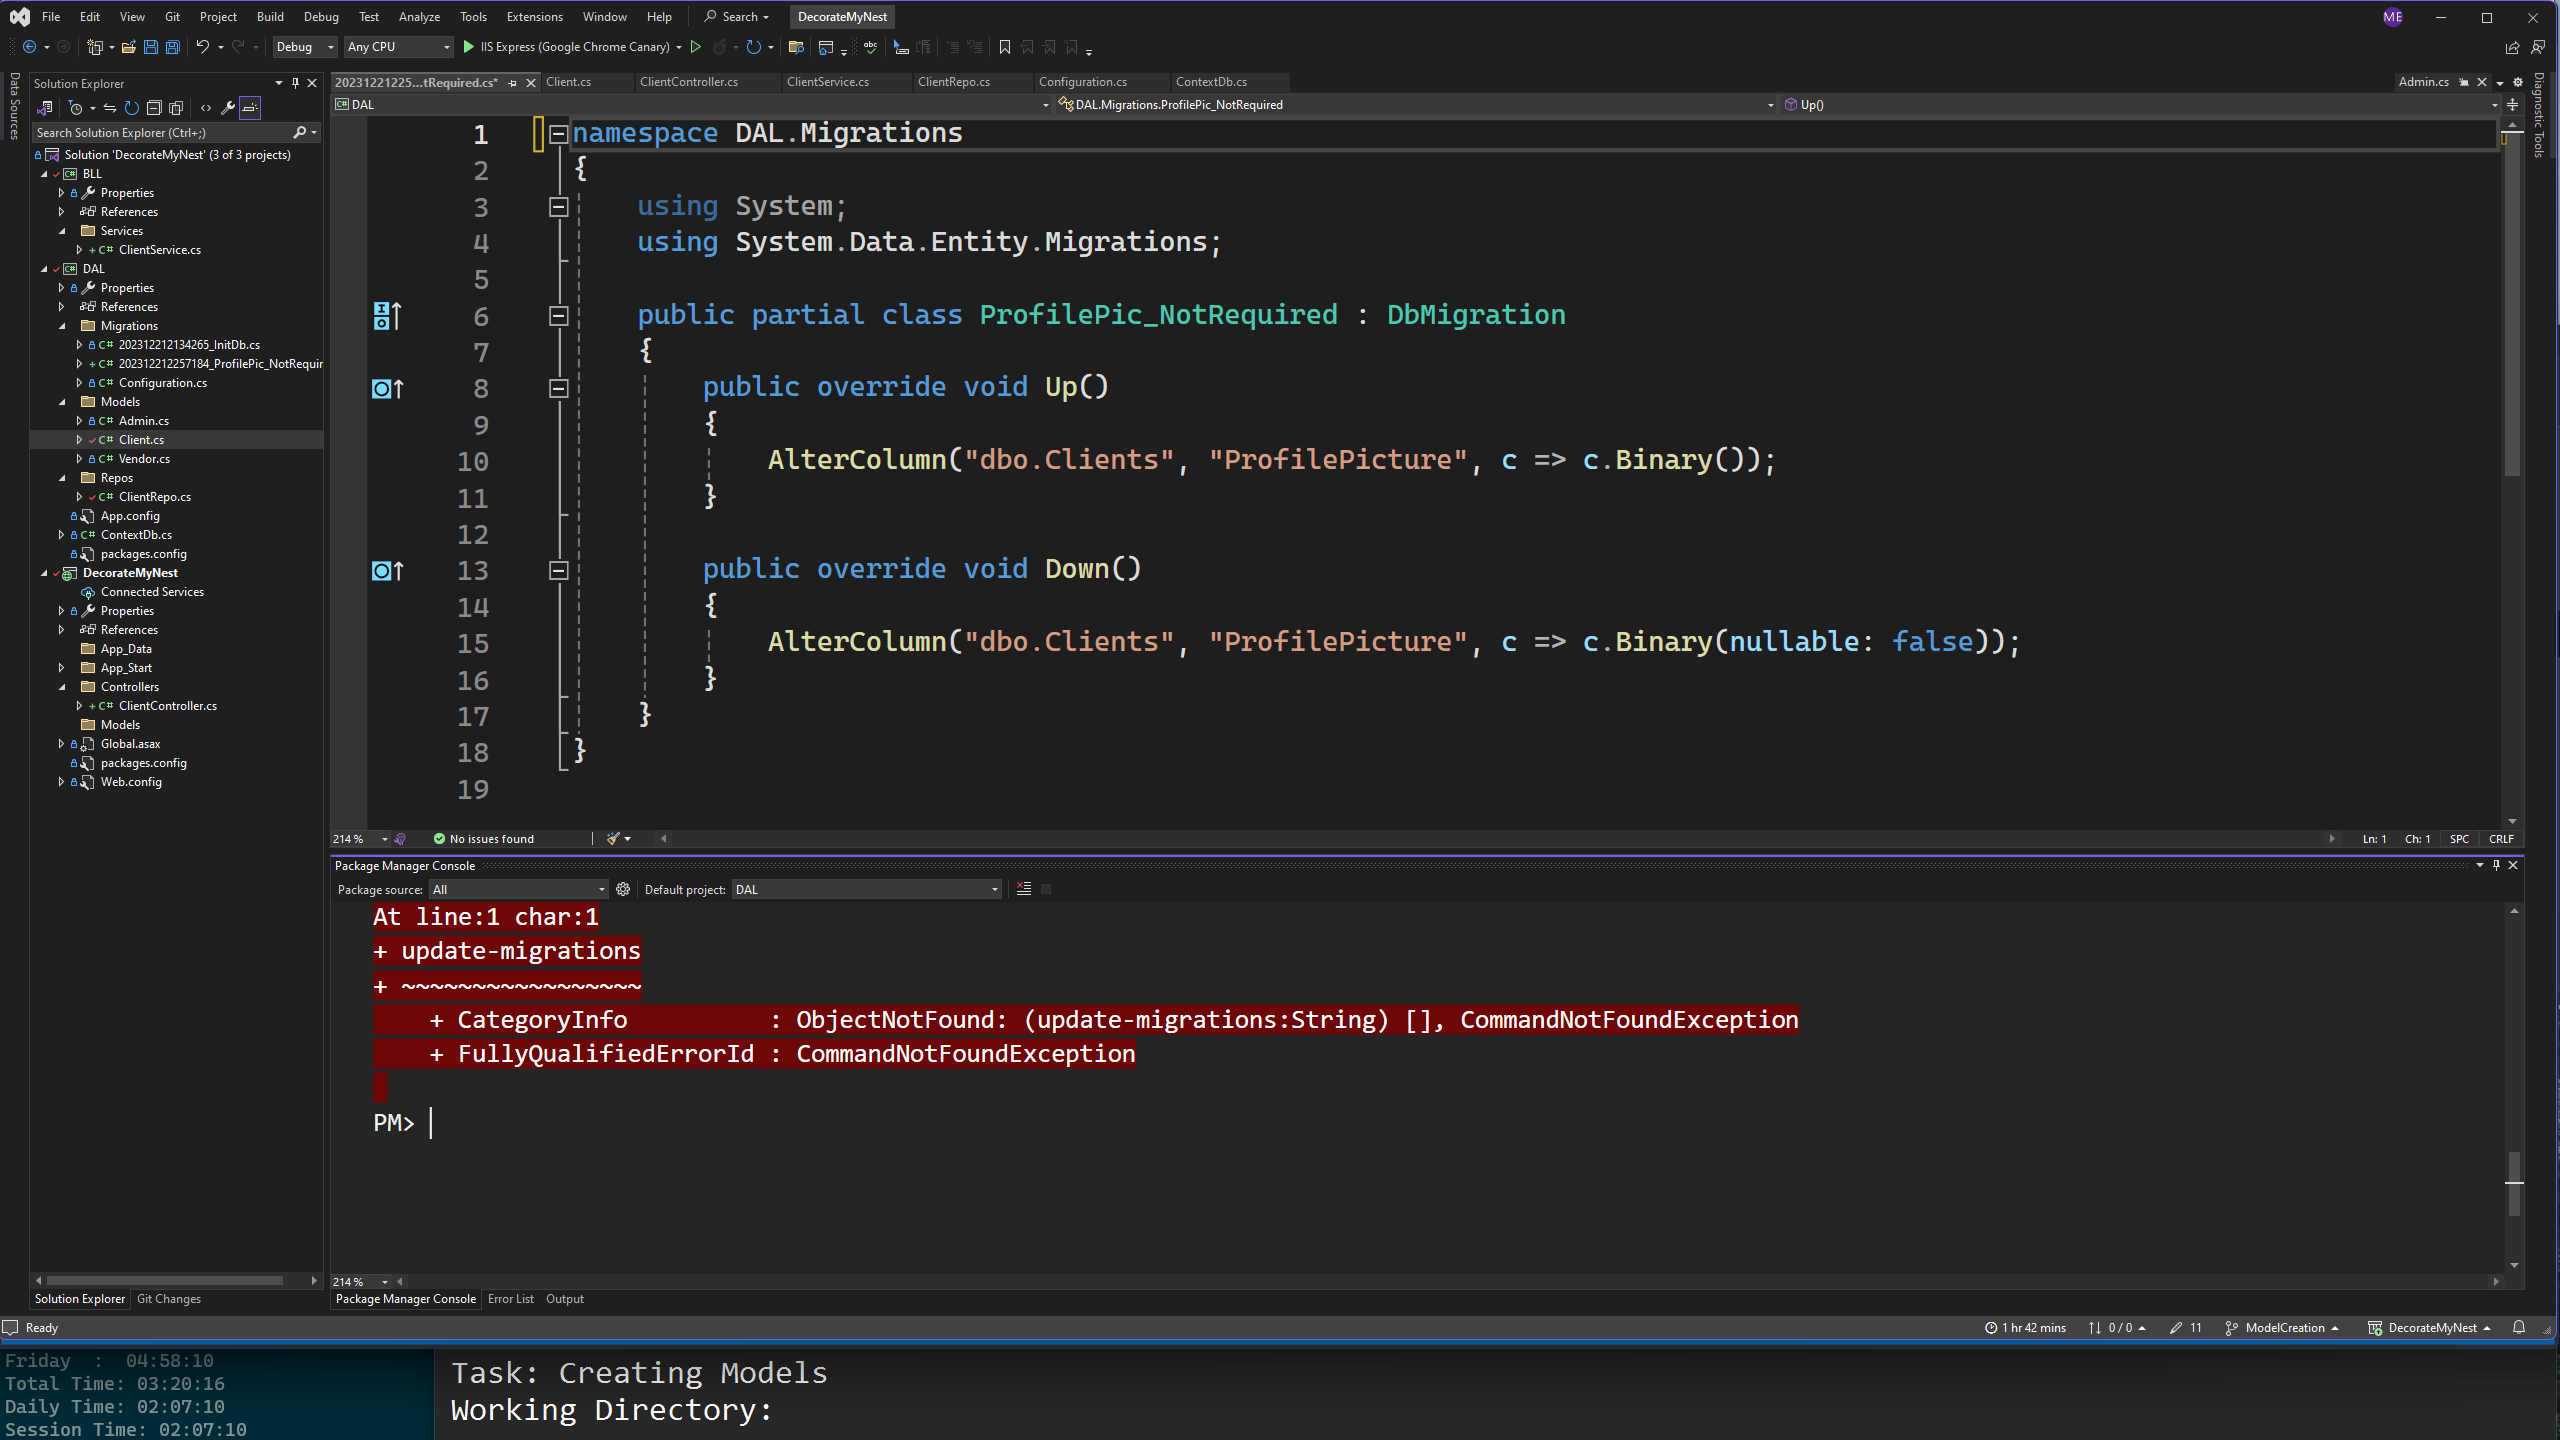 File Edit View Git Project Build Debug Test Analyze Tools Extensions Window Help Search DecorateMyNest ME
Debug Any CPU IIS Express (Google Chrome Canary)
Data Sources
Solution Explorer
Search Solution Explorer (Ctrl+;)
Solution 'DecorateMyNest' (3 of 3 projects)
BLL
Properties
References
Services
ClientService.cs
DAL
Properties
References
Migrations
202312212134265_InitDb.cs
202312212257184_ProfilePic_NotRequir
Configuration.cs
Models
Admin.cs
Client.cs
Vendor.cs
Repos
ClientRepo.cs
App.config
ContextDb.cs
packages.config
DecorateMyNest
Connected Services
Properties
References
App_Data
App_Start
Controllers
ClientController.cs
Models
Global.asax
packages.config
Web.config
Solution Explorer Git Changes
20231221225...tRequired.cs* Client.cs ClientController.cs ClientService.cs ClientRepo.cs Configuration.cs ContextDb.cs Admin.cs
DAL DAL.Migrations.ProfilePic_NotRequired Up()
1 namespace DAL.Migrations
2 {
3 using System;
4 using System.Data.Entity.Migrations;
5
6 public partial class ProfilePic_NotRequired : DbMigration
7 {
8 public override void Up()
9 {
10 AlterColumn("dbo.Clients", "ProfilePicture", c => c.Binary());
11 }
12
13 public override void Down()
14 {
15 AlterColumn("dbo.Clients", "ProfilePicture", c => c.Binary(nullable: false));
16 }
17 }
18 }
19
214 % No issues found Ln: 1 Ch: 1 SPC CRLF
Diagnostic Tools
Package Manager Console
Package source: All Default project: DAL
At line:1 char:1
+ update-migrations
+ ~~~~~~~~~~~~~~~~~
+ CategoryInfo : ObjectNotFound: (update-migrations:String) [], CommandNotFoundException
+ FullyQualifiedErrorId : CommandNotFoundException
PM>
214 %
Package Manager Console Error List Output
Ready 1 hr 42 mins 0 / 0 11 ModelCreation DecorateMyNest
Friday : 04:58:10
Total Time: 03:20:16
Daily Time: 02:07:10
Session Time: 02:07:10
Task: Creating Models
Working Directory: